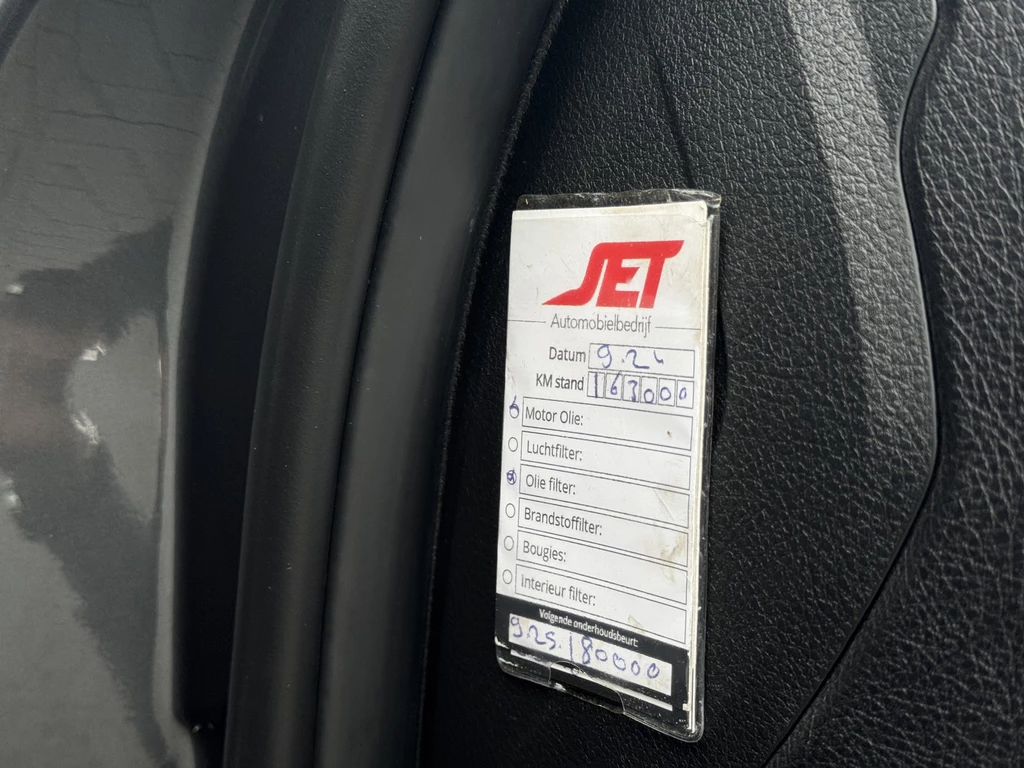 JET
Automobielbedrijf
Datum 9.24
KM stand 163000
Motor Olie:
Luchtfilter:
Olie filter:
Brandstoffilter:
Bougies:
Interieur filter:
Volgende onderhoudsbeurt:
9.25.180000